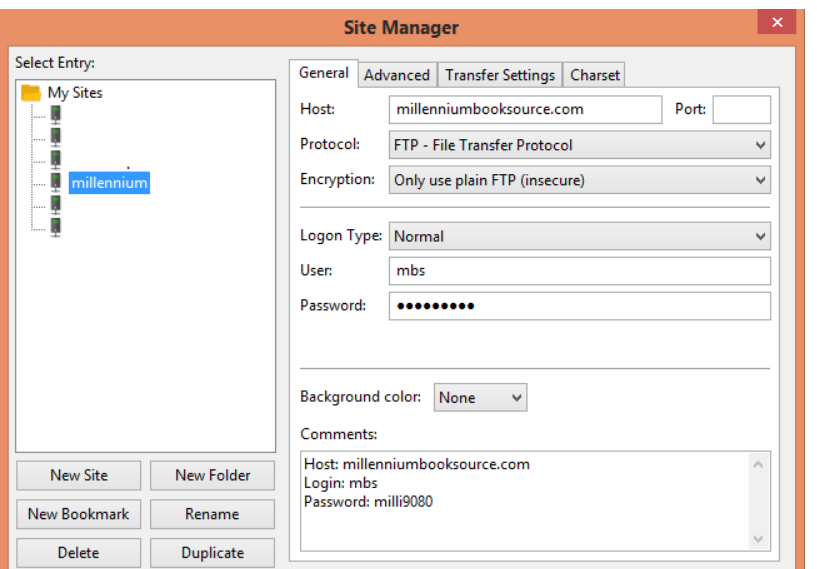 Site Manager
Select Entry:
My Sites
millennium
New Site
New Folder
New Bookmark
Rename
Delete
Duplicate
General
Advanced
Transfer Settings
Charset
Host:
millenniumbooksource.com
Port:
Protocol:
FTP - File Transfer Protocol
Encryption:
Only use plain FTP (insecure)
Logon Type:
Normal
User:
mbs
Password:
●●●●●●●●●
Background color:
None
Comments:
Host: millenniumbooksource.com
Login: mbs
Password: milli9080